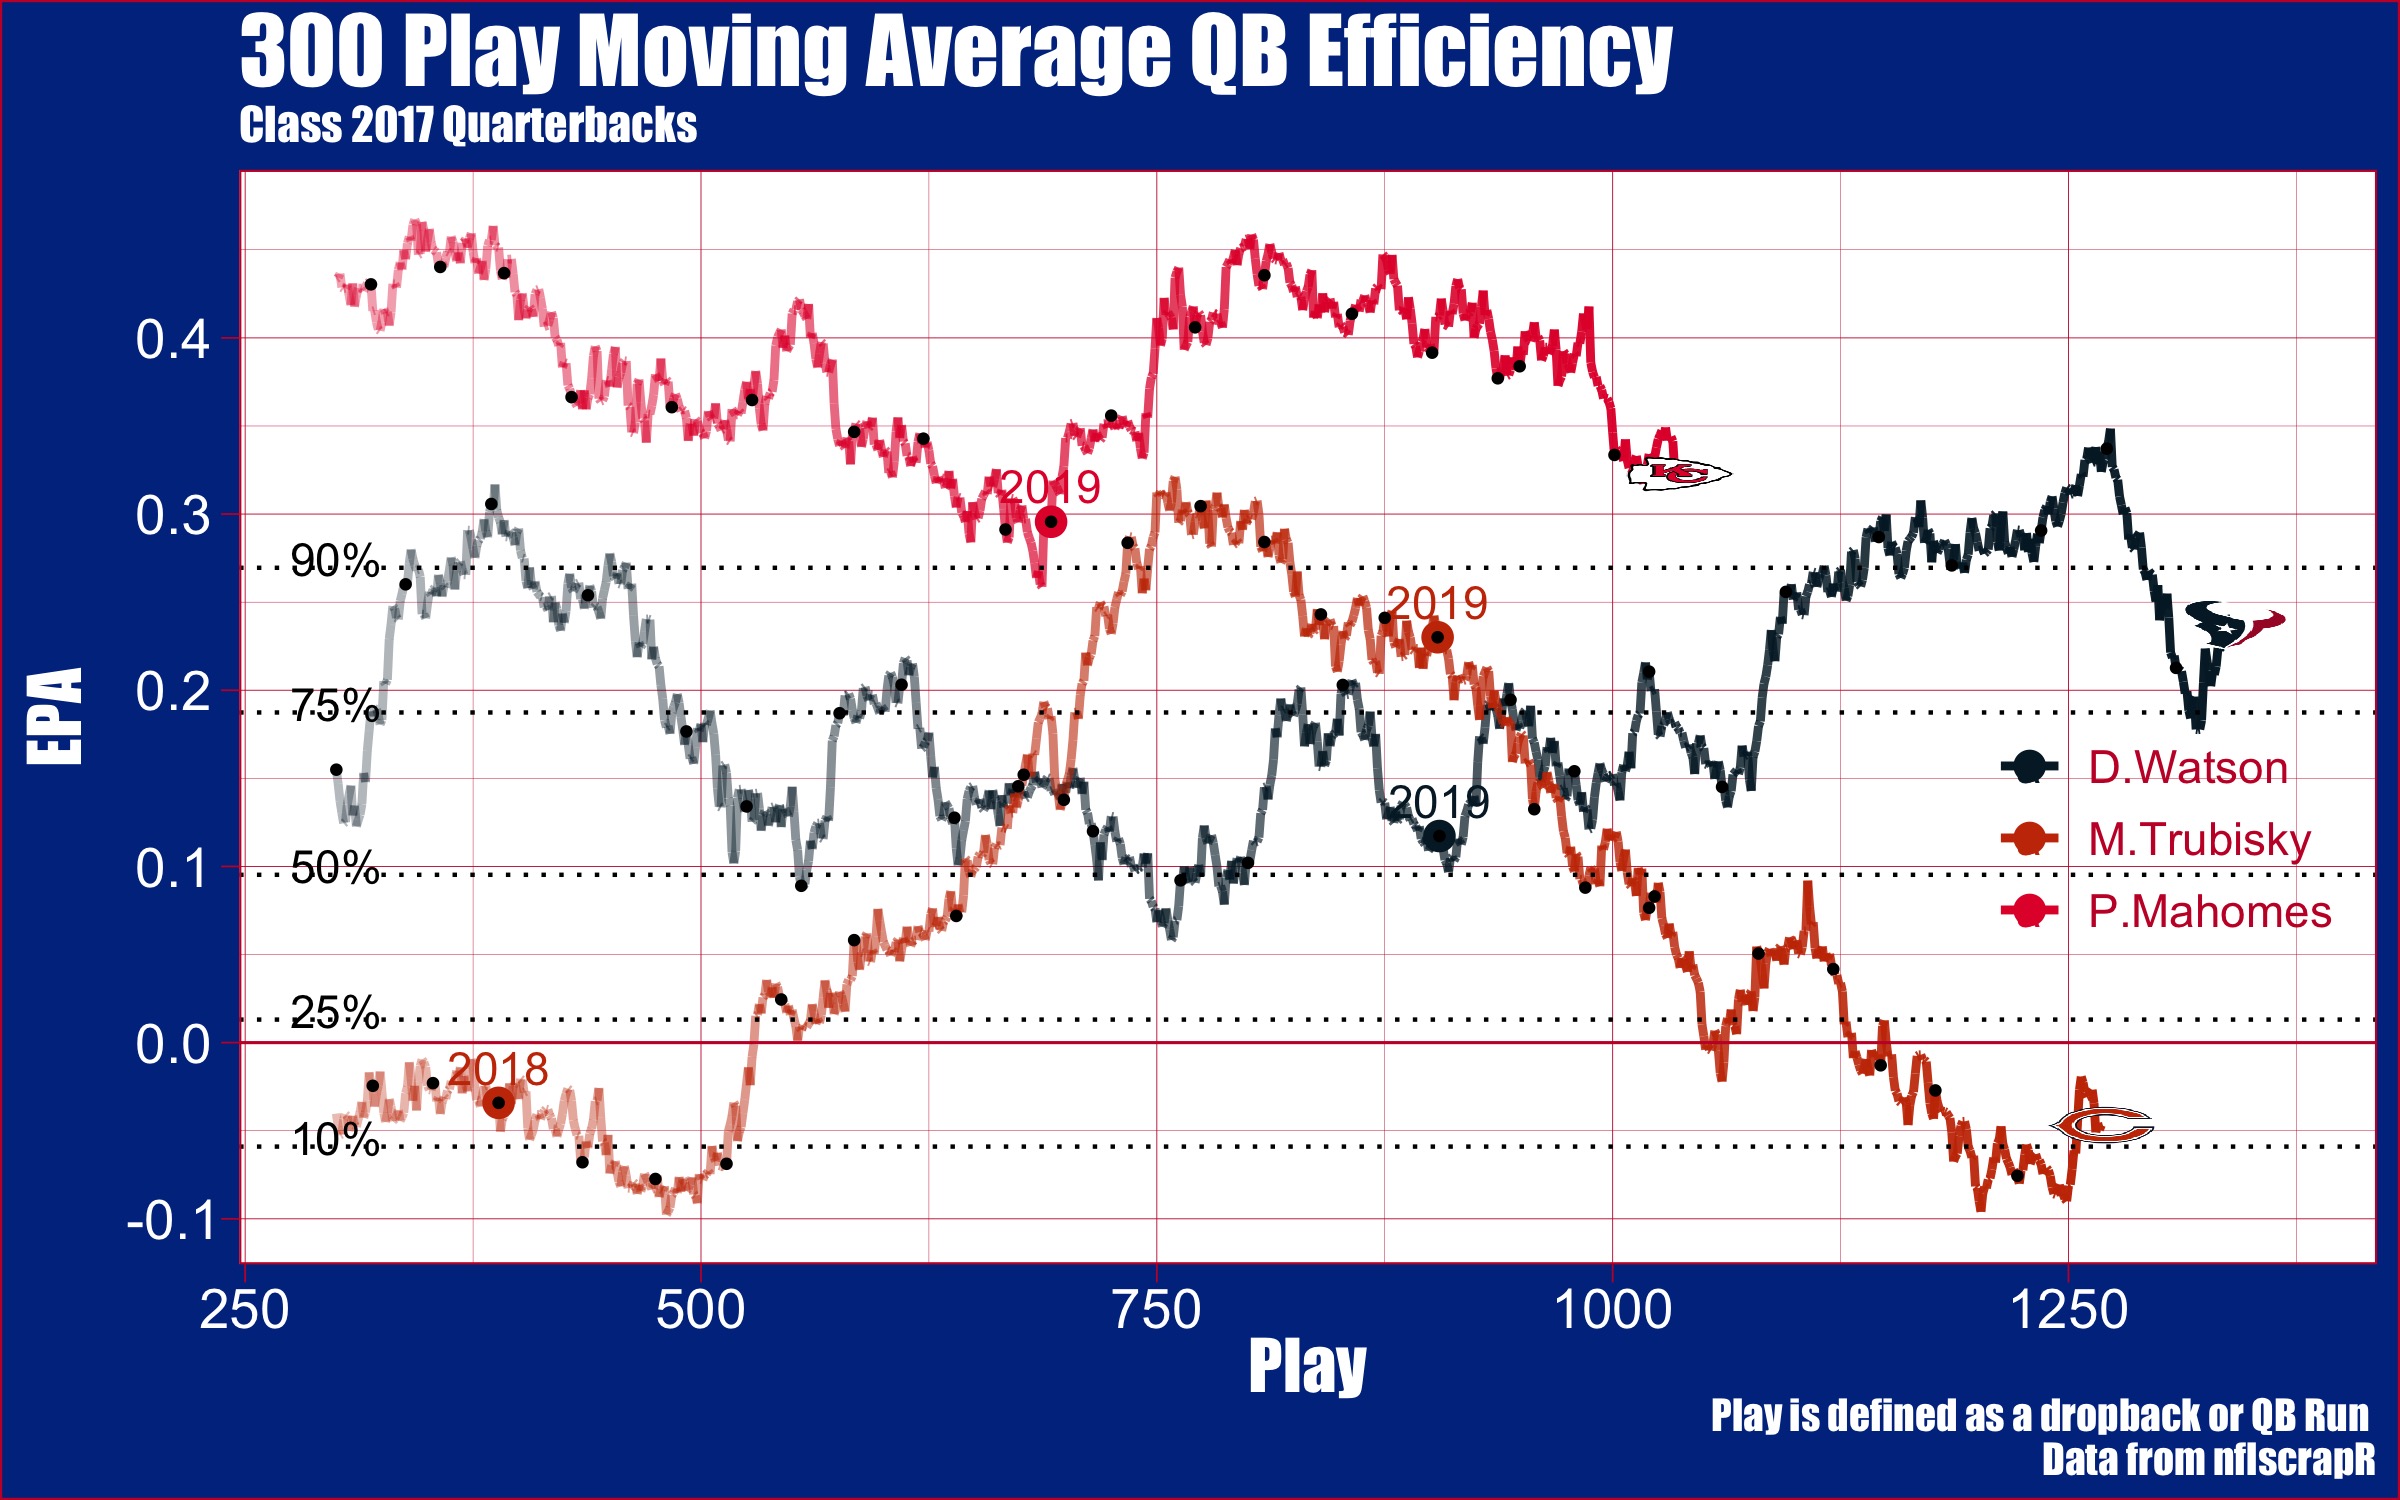 300 Play Moving Average QB Efficiency
Class 2017 Quarterbacks
EPA
0.4
0.3
0.2
0.1
0.0
-0.1
90%
75%
50%
25%
10%
2019
2019
2019
2018
KC
D.Watson
M.Trubisky
P.Mahomes
250 500 750 1000 1250
Play
Play is defined as a dropback or QB Run
Data from nflscrapR